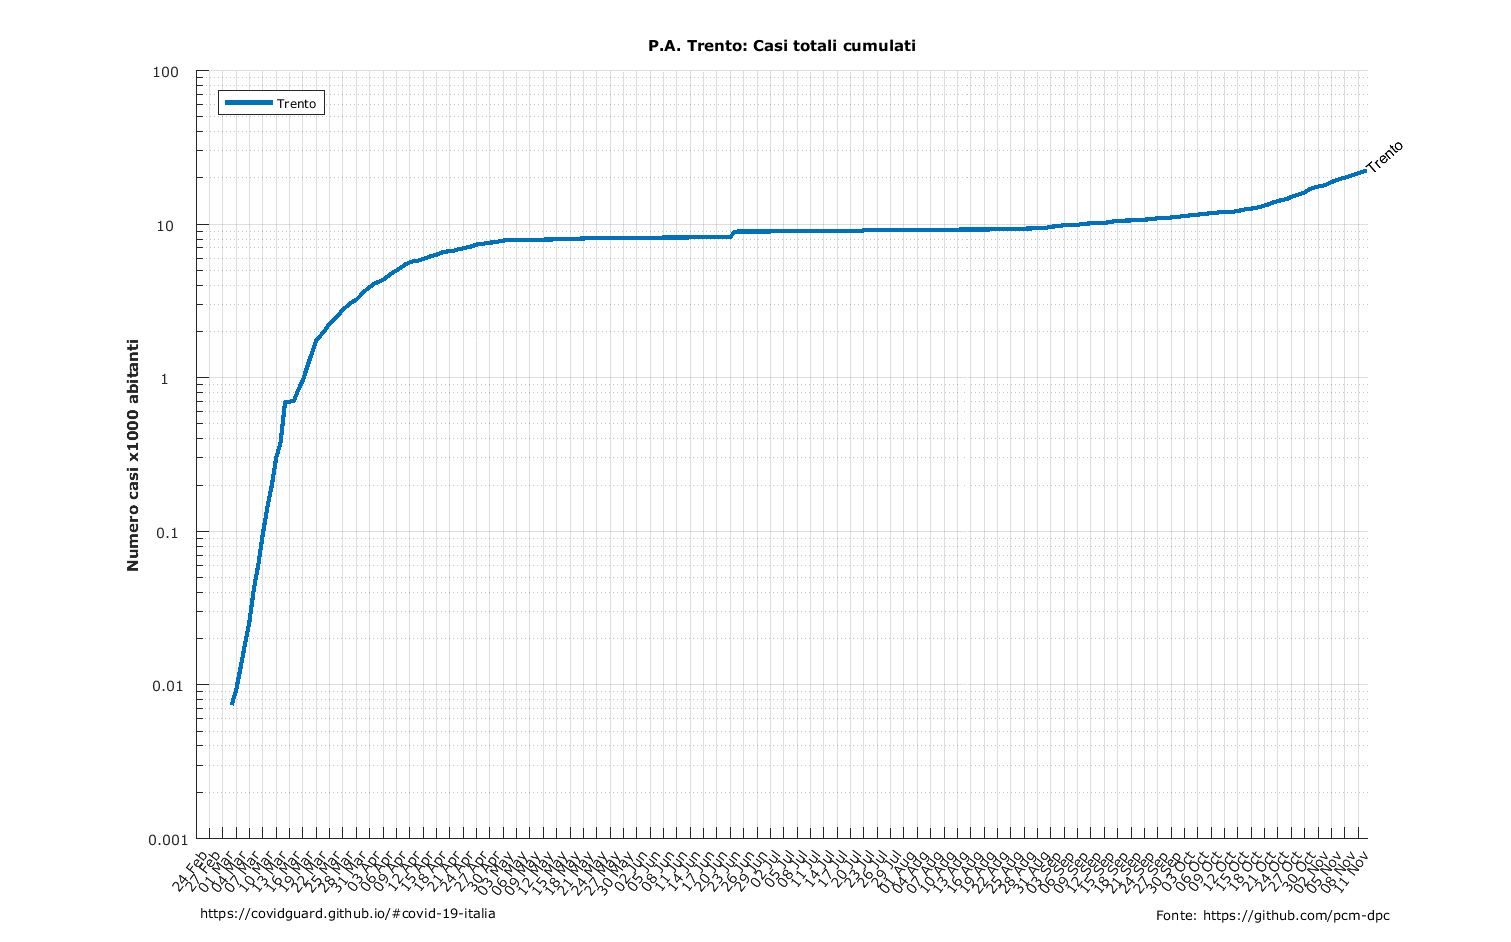 P.A. Trento: Casi totali cumulati
Trento
100
10
1
0.1
0.01
0.001
Numero casi x1000 abitanti
Trento
24 Feb
27 Feb
01 Mar
04 Mar
07 Mar
10 Mar
13 Mar
16 Mar
19 Mar
22 Mar
25 Mar
28 Mar
31 Mar
03 Apr
06 Apr
09 Apr
12 Apr
15 Apr
18 Apr
21 Apr
24 Apr
27 Apr
30 Apr
03 May
06 May
09 May
12 May
15 May
18 May
21 May
24 May
27 May
30 May
02 Jun
05 Jun
08 Jun
11 Jun
14 Jun
17 Jun
20 Jun
23 Jun
26 Jun
29 Jun
02 Jul
05 Jul
08 Jul
11 Jul
14 Jul
17 Jul
20 Jul
23 Jul
26 Jul
29 Jul
01 Aug
04 Aug
07 Aug
10 Aug
13 Aug
16 Aug
19 Aug
22 Aug
25 Aug
28 Aug
31 Aug
03 Sep
06 Sep
09 Sep
12 Sep
15 Sep
18 Sep
21 Sep
24 Sep
27 Sep
30 Sep
03 Oct
06 Oct
09 Oct
12 Oct
15 Oct
18 Oct
21 Oct
24 Oct
27 Oct
30 Oct
02 Nov
05 Nov
08 Nov
11 Nov
https://covidguard.github.io/#covid-19-italia
Fonte: https://github.com/pcm-dpc